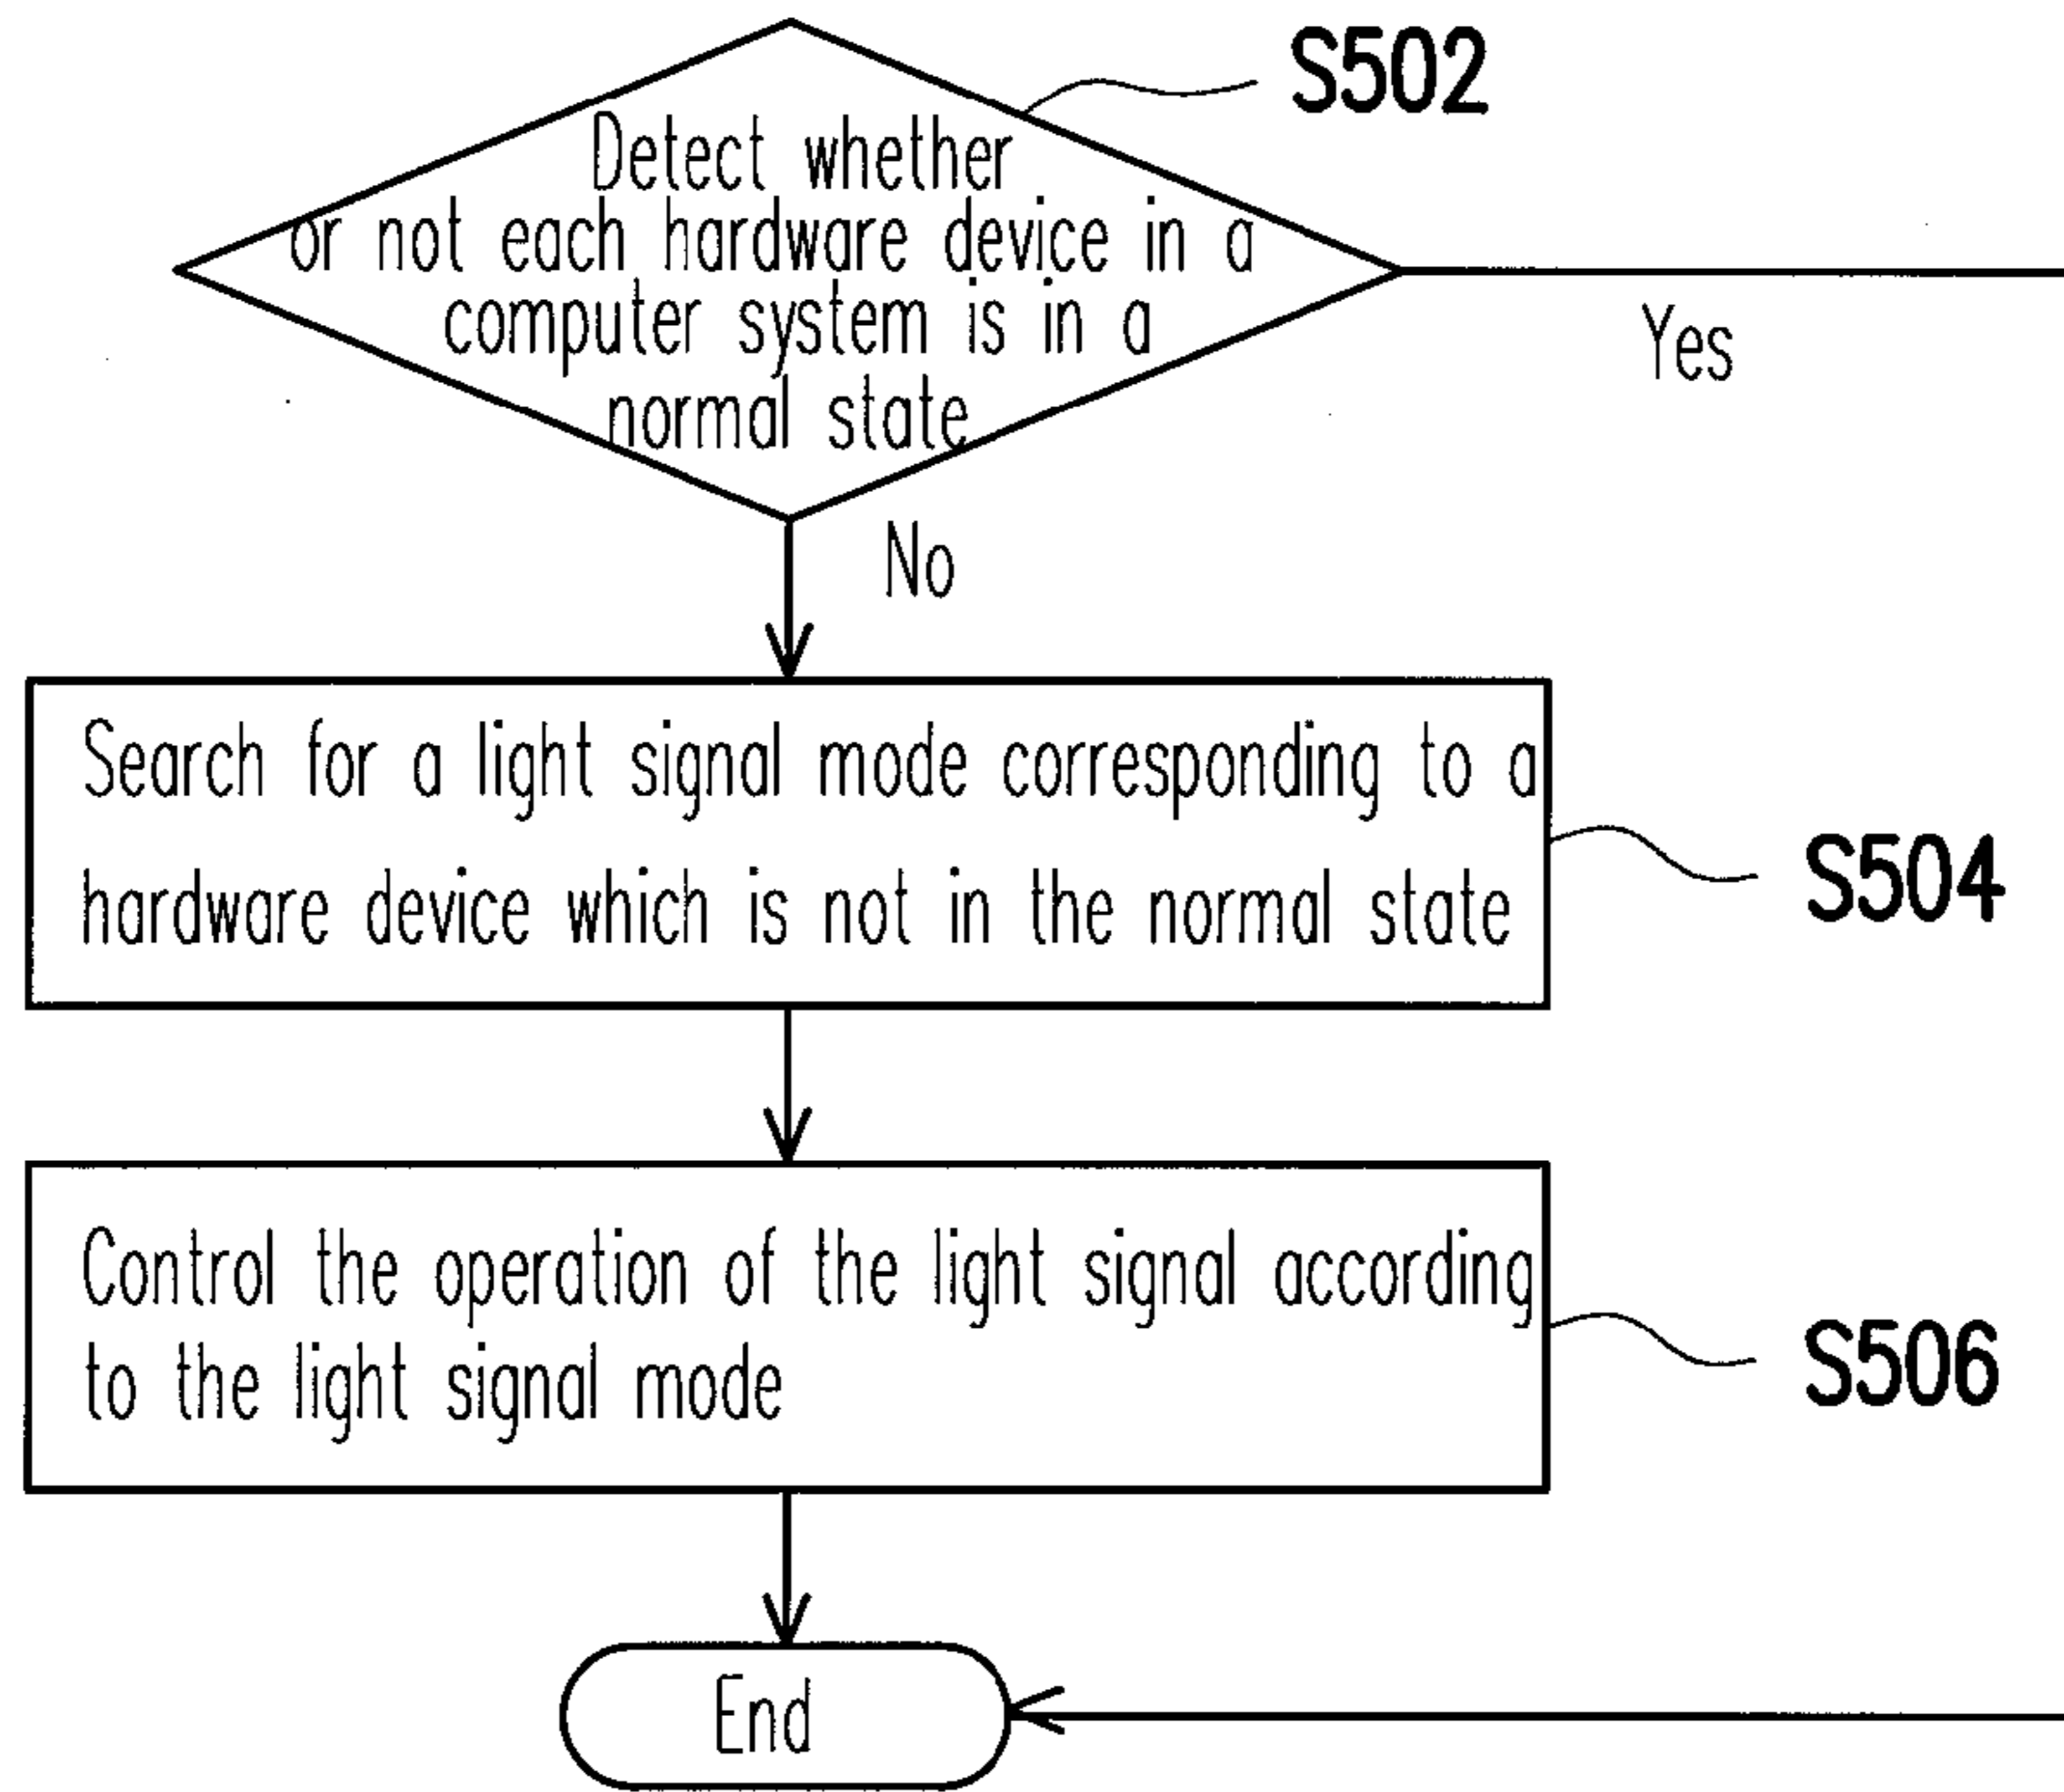 S502
Detect whether
or not each hardware device in a
computer system is in a
normal state
Yes
No
Search for a light signal mode corresponding to a
hardware device which is not in the normal state
S504
Control the operation of the light signal according
to the light signal mode
S506
End